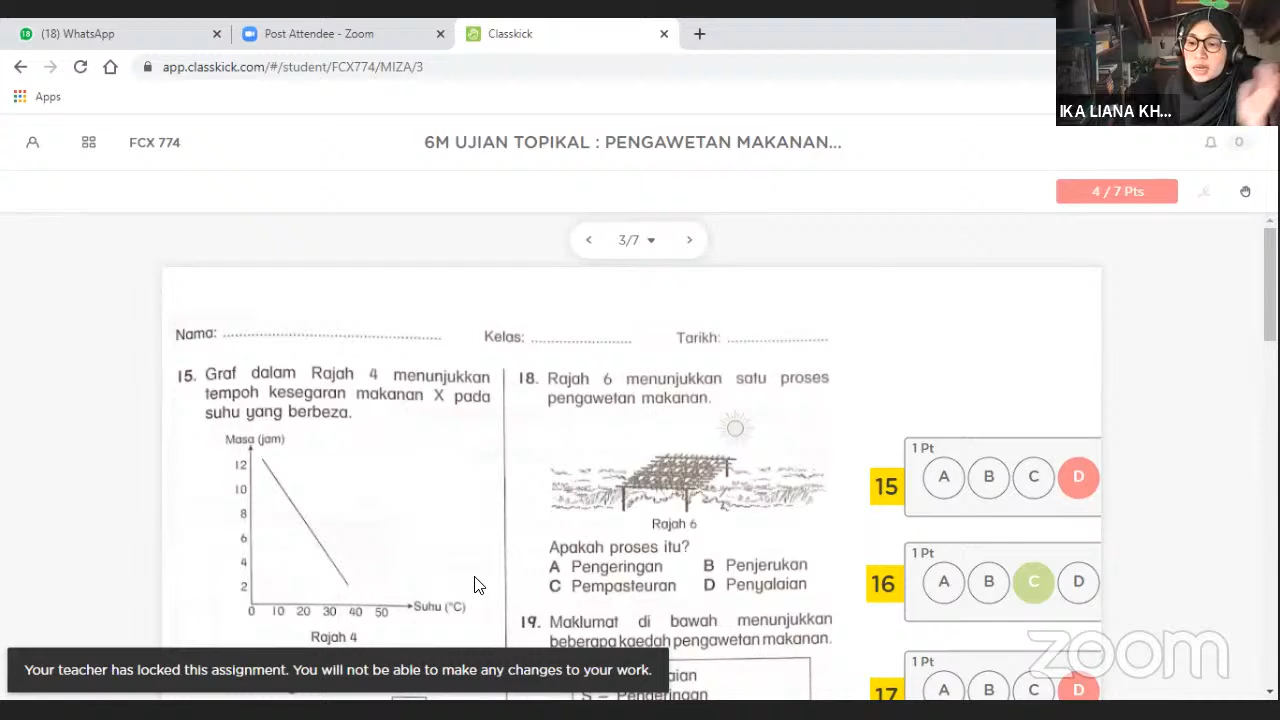 (18) WhatsApp
Post Attendee - Zoom
Classkick
app.classkick.com/#/student/FCX774/MIZA/3
Apps
IKA LIANA KH...
FCX 774
6M UJIAN TOPIKAL : PENGAWETAN MAKANAN...
0
4 / 7 Pts
3/7
Nama:
Kelas:
Tarikh:
15. Graf dalam Rajah 4 menunjukkan
tempoh kesegaran makanan X pada
suhu yang berbeza.
Masa (jam)
12
10
8
6
4
2
0 10 20 30 40 50 Suhu (°C)
Rajah 4
18. Rajah 6 menunjukkan satu proses
pengawetan makanan.
Rajah 6
Apakah proses itu?
A Pengeringan B Penjerukan
C Pempasteuran D Penyalaian
19. Maklumat di bawah menunjukkan
beberapa kaedah pengawetan makanan.
S – Pengeringan
15
1 Pt
A B C D
16
1 Pt
A B C D
17
1 Pt
A B C D
Your teacher has locked this assignment. You will not be able to make any changes to your work.
zoom